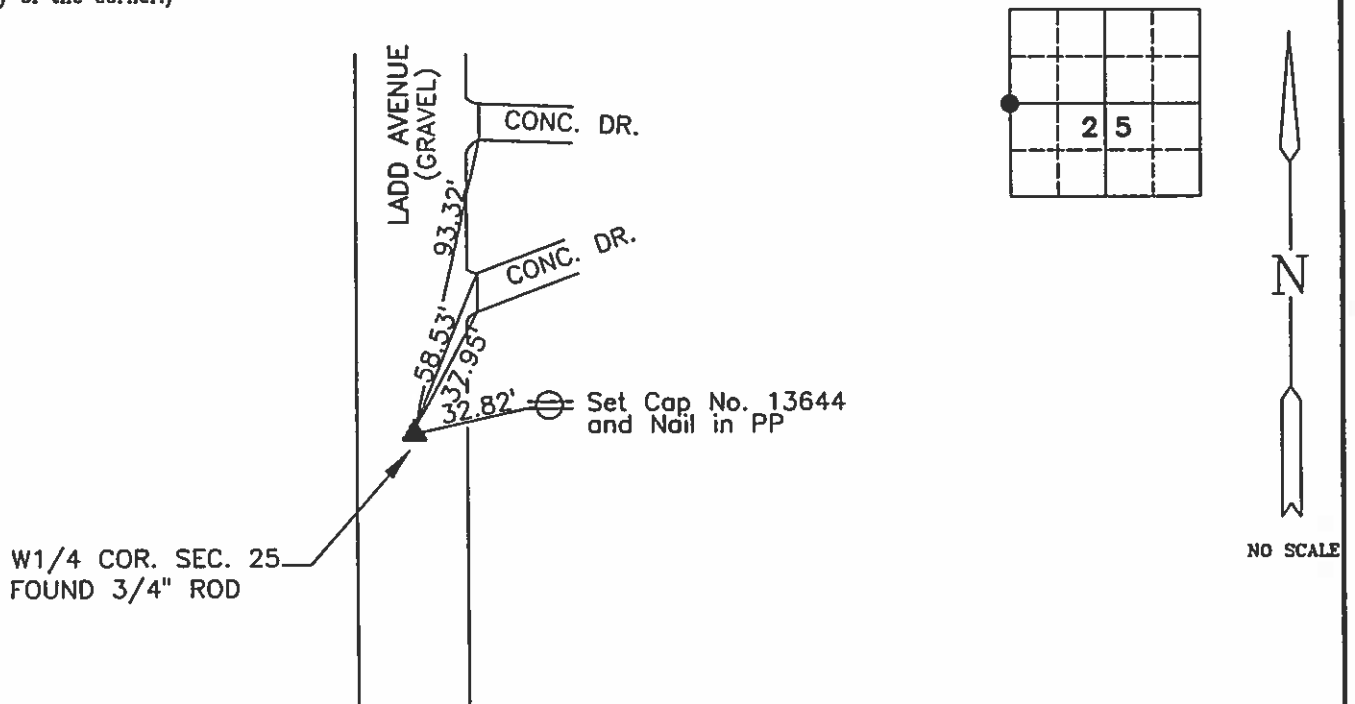 LADD AVENUE
(GRAVEL)
CONC. DR.
CONC. DR.
93.32'
58.53'
37.95'
32.82'
Set Cap No. 13644
and Nail in PP
W1/4 COR. SEC. 25
FOUND 3/4" ROD
2 5
N
NO SCALE